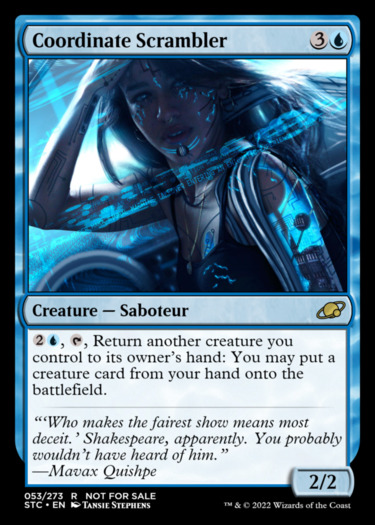 Coordinate Scrambler 3
Creature — Saboteur
2, Return another creature you
control to its owner's hand: You may put a
creature card from your hand onto the
battlefield.
“‘Who makes the fairest show means most
deceit.’ Shakespeare, apparently. You probably
wouldn't have heard of him.”
—Mavax Quishpe
2/2
053/273 R NOT FOR SALE
STC • EN Tansie Stephens
™ & © 2022 Wizards of the Coast